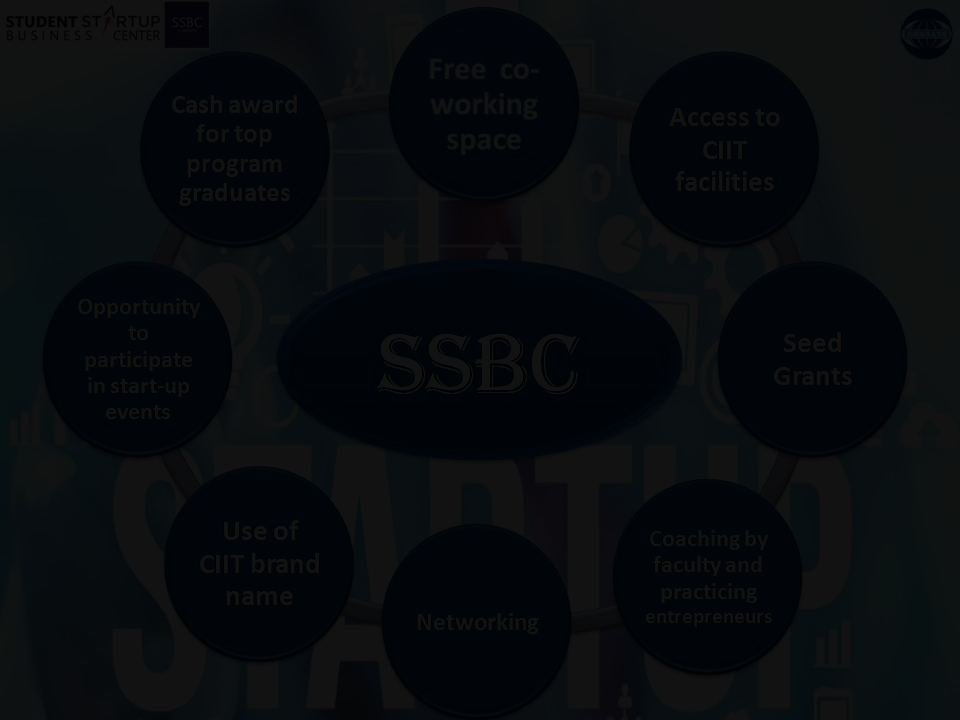 STUDENT STARTUP
BUSINESS CENTER
SSBC
Free co-
working
space
Access to
CIIT
facilities
Seed
Grants
Coaching by
faculty and
practicing
entrepreneurs
Networking
Use of
CIIT brand
name
Opportunity
to
participate
in start-up
events
Cash award
for top
program
graduates
SSBC
STARTUP